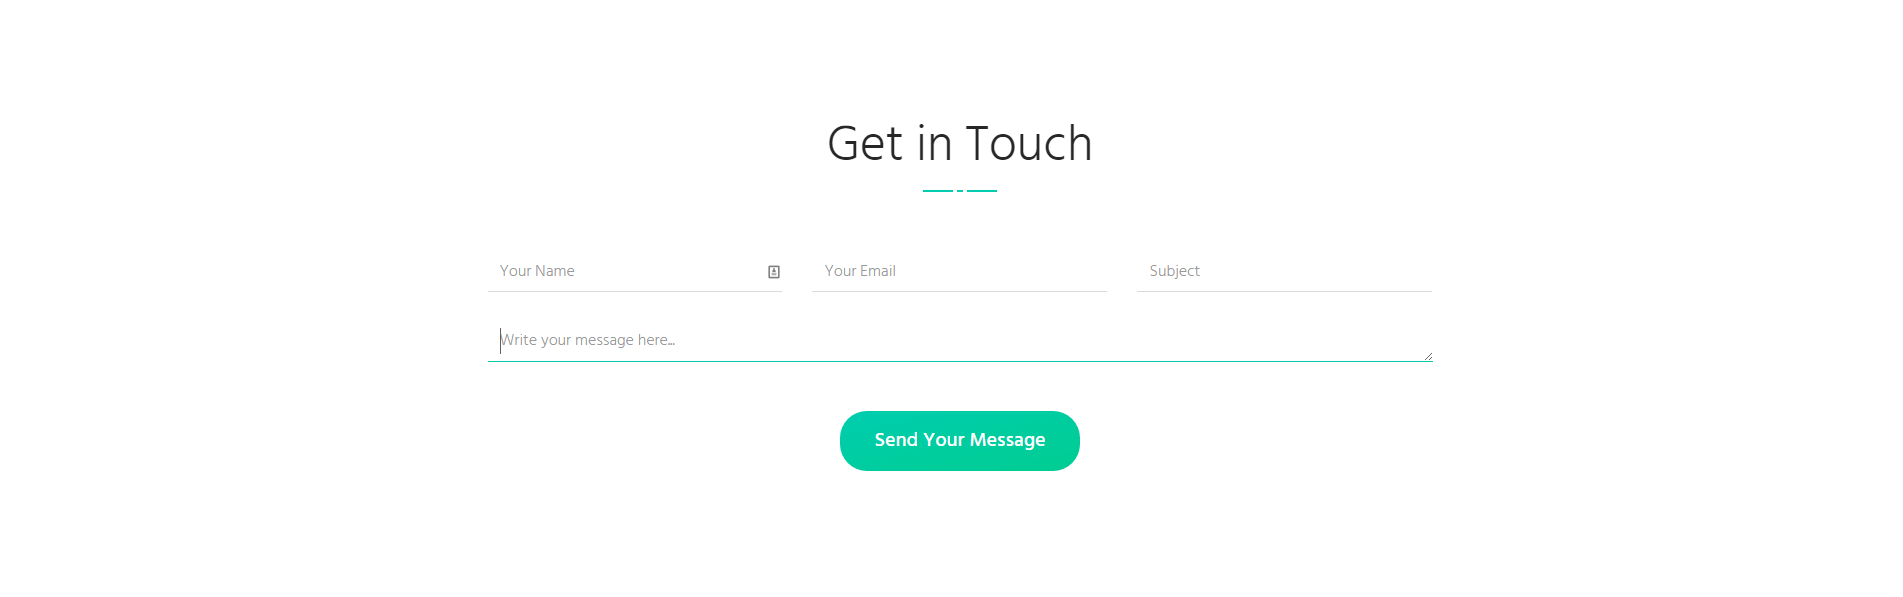 Get in Touch
Your Name
Your Email
Subject
Write your message here...
Send Your Message